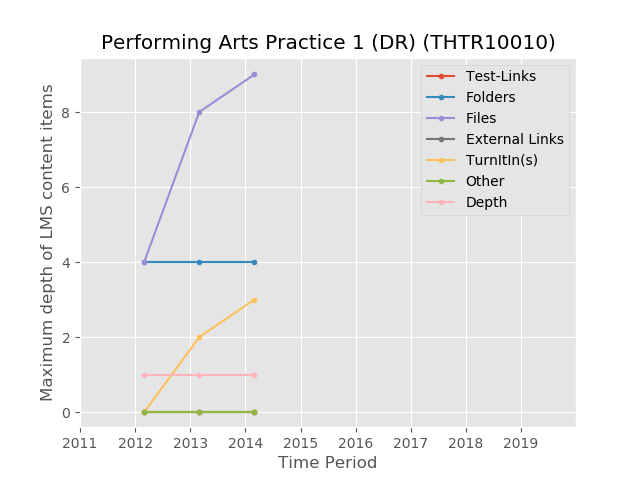 Performing Arts Practice 1 (DR) (THTR10010)
Test-Links
Folders
Files
External Links
TurnItIn(s)
Other
Depth
Maximum depth of LMS content items
8
6
4
2
0
2011 2012 2013 2014 2015 2016 2017 2018 2019
Time Period